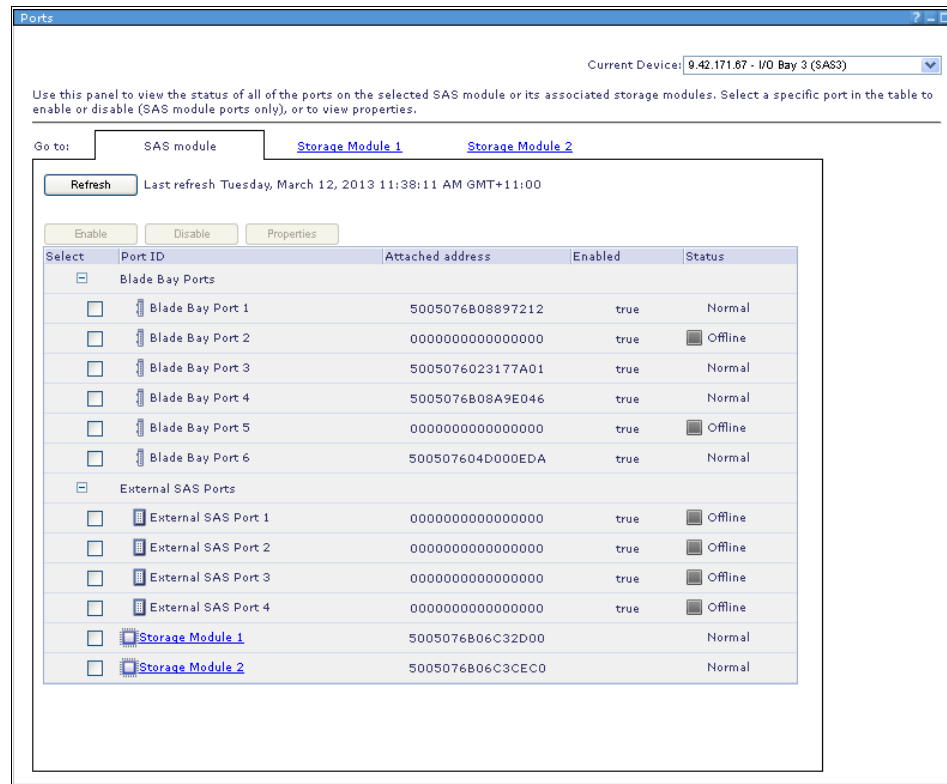 Ports
Current Device: 9.42.171.67 - I/O Bay 3 (SAS3)
Use this panel to view the status of all of the ports on the selected SAS module or its associated storage modules. Select a specific port in the table to
enable or disable (SAS module ports only), or to view properties.
Go to: SAS module Storage Module 1 Storage Module 2
Refresh Last refresh Tuesday, March 12, 2013 11:38:11 AM GMT+11:00
Enable Disable Properties
Select Port ID Attached address Enabled Status
Blade Bay Ports
Blade Bay Port 1 5005076B08897212 true Normal
Blade Bay Port 2 0000000000000000 true Offline
Blade Bay Port 3 5005076023177A01 true Normal
Blade Bay Port 4 5005076B08A9E046 true Normal
Blade Bay Port 5 0000000000000000 true Offline
Blade Bay Port 6 500507604D000EDA true Normal
External SAS Ports
External SAS Port 1 0000000000000000 true Offline
External SAS Port 2 0000000000000000 true Offline
External SAS Port 3 0000000000000000 true Offline
External SAS Port 4 0000000000000000 true Offline
Storage Module 1 5005076B06C32D00 Normal
Storage Module 2 5005076B06C3CEC0 Normal